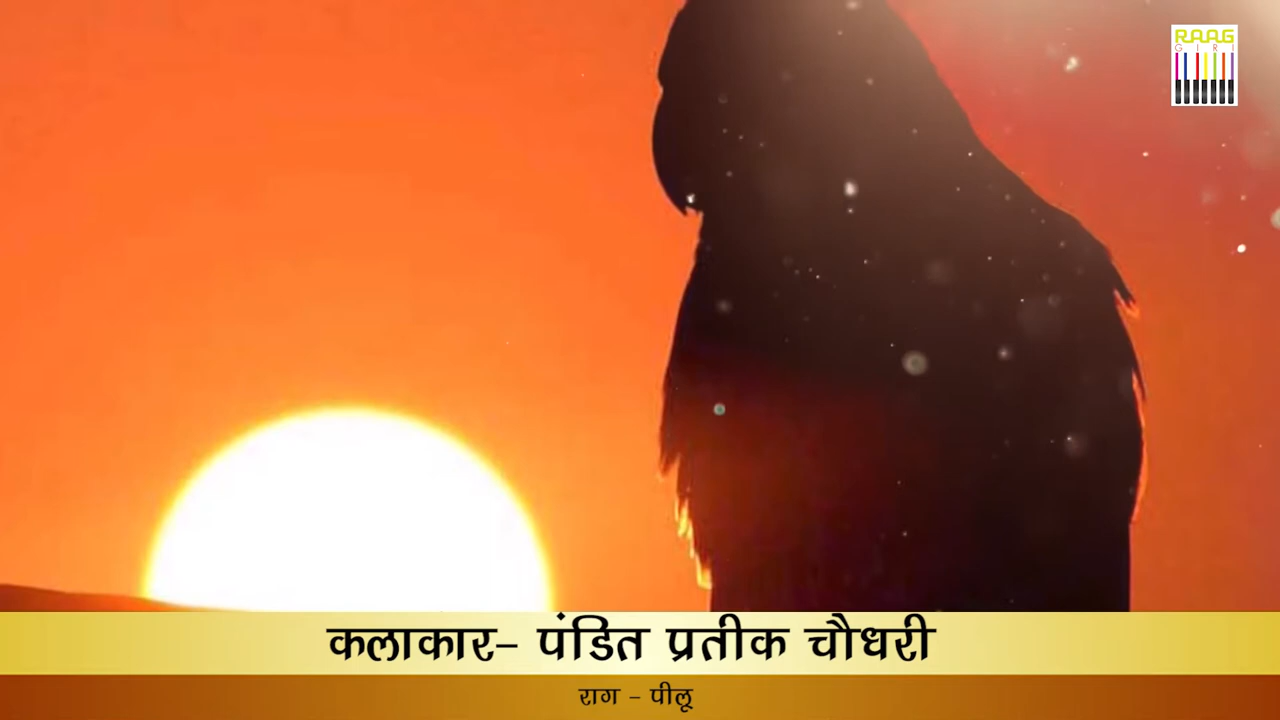 RAAG
GIRI
कलाकार– पंडित प्रतीक चौधरी
राग – पीलू